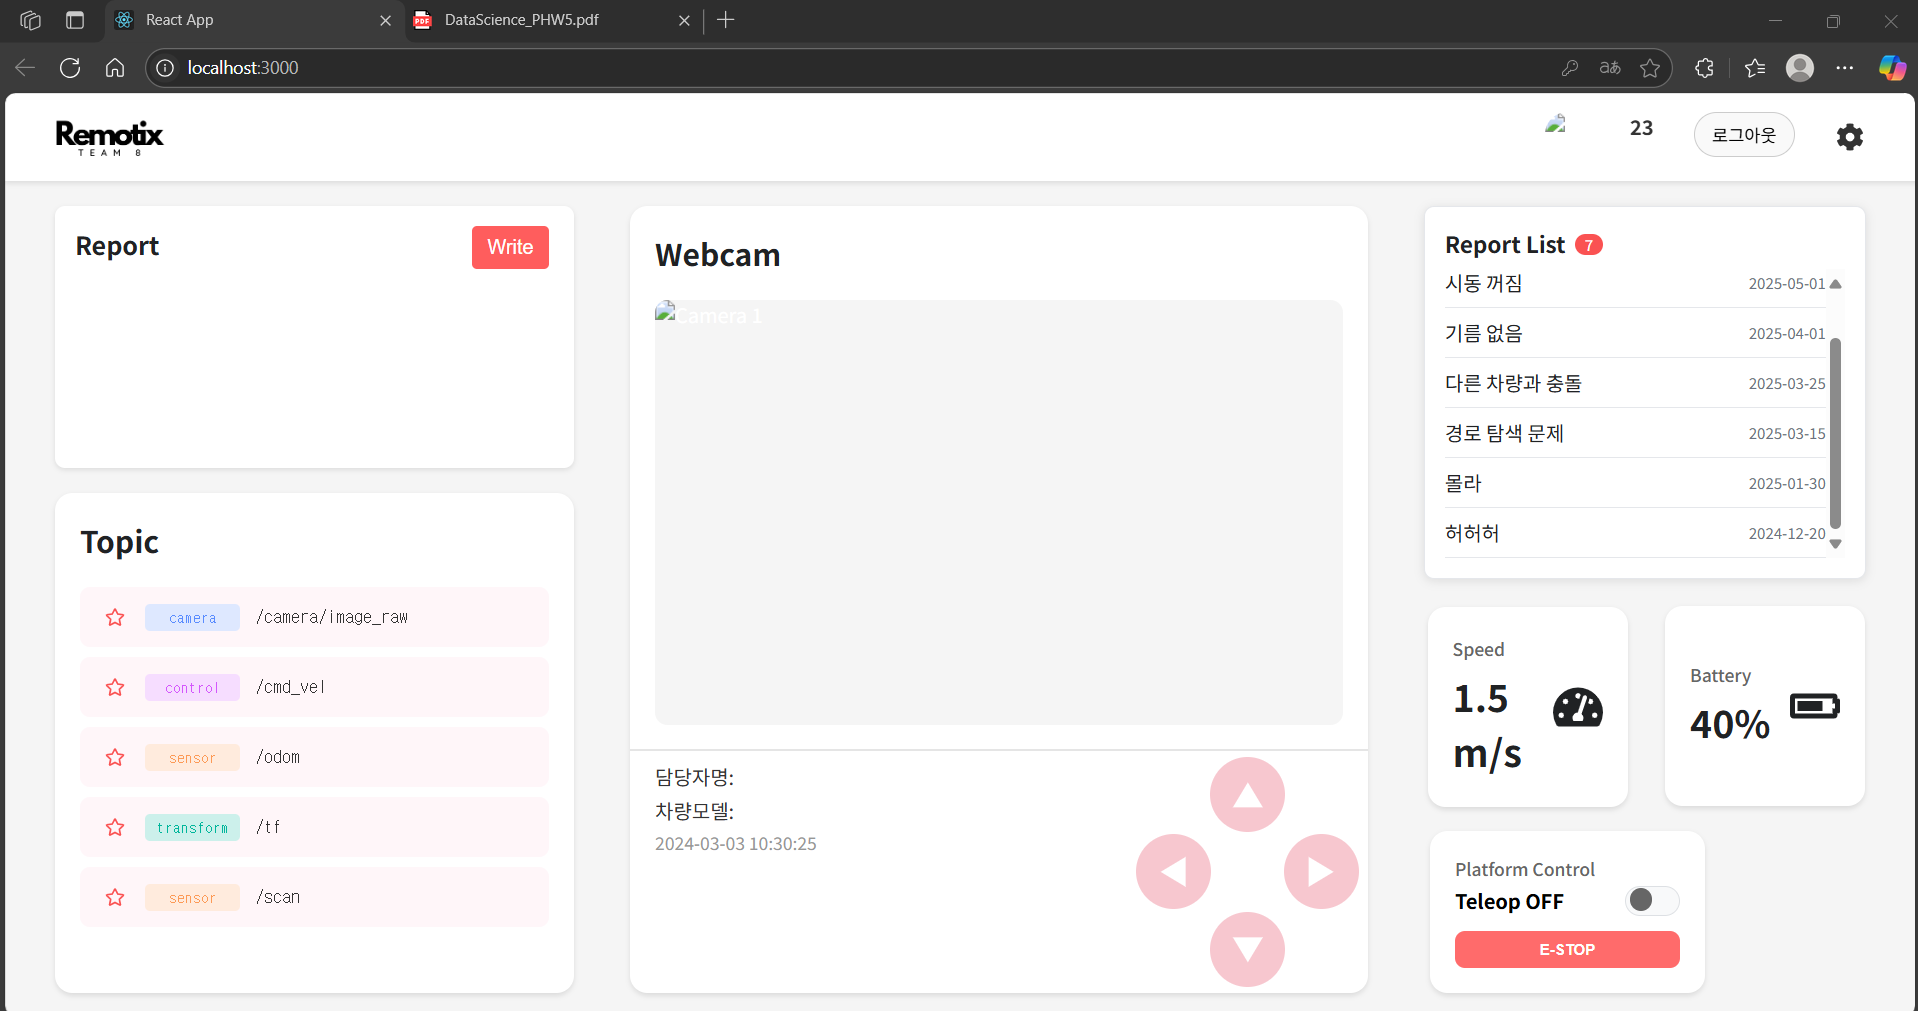 React App
DataScience_PHW5.pdf
localhost:3000
Remotix
TEAM 8
23
로그아웃
Report
Write
Topic
camera /camera/image_raw
control /cmd_vel
sensor /odom
transform /tf
sensor /scan
Webcam
Camera 1
담당자명:
차량모델:
2024-03-03 10:30:25
Report List 7
시동 꺼짐 2025-05-01
기름 없음 2025-04-01
다른 차량과 충돌 2025-03-25
경로 탐색 문제 2025-03-15
몰라 2025-01-30
허허허 2024-12-20
Speed
1.5
m/s
Battery
40%
Platform Control
Teleop OFF
E-STOP